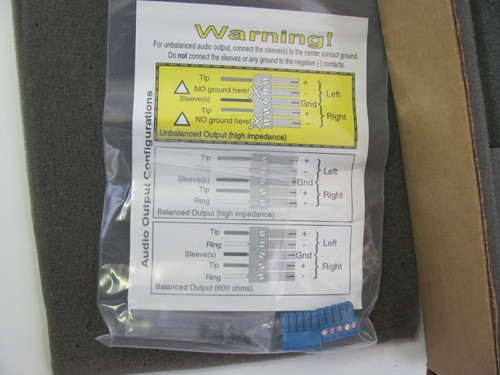 Warning!
For unbalanced audio output, connect the sleeve(s) to the center contact ground.
Do not connect the sleeves or any ground to the negative (-) contacts.
Audio Output Configurations
Tip +
NO ground here! - Left
Sleeve(s) Gnd
Tip + Right
NO ground here! -
Unbalanced Output (high impedance)
Tip +
Ring - Left
Sleeve(s) Gnd
Tip + Right
Ring -
Balanced Output (high impedance)
Tip +
Ring - Left
Sleeve(s) Gnd
Tip + Right
Ring -
Balanced Output (600 ohms)